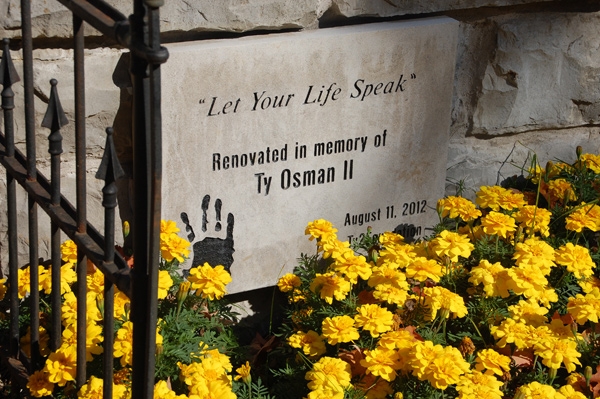 "Let Your Life Speak"
Renovated in memory of
Ty Osman II
August 11, 2012